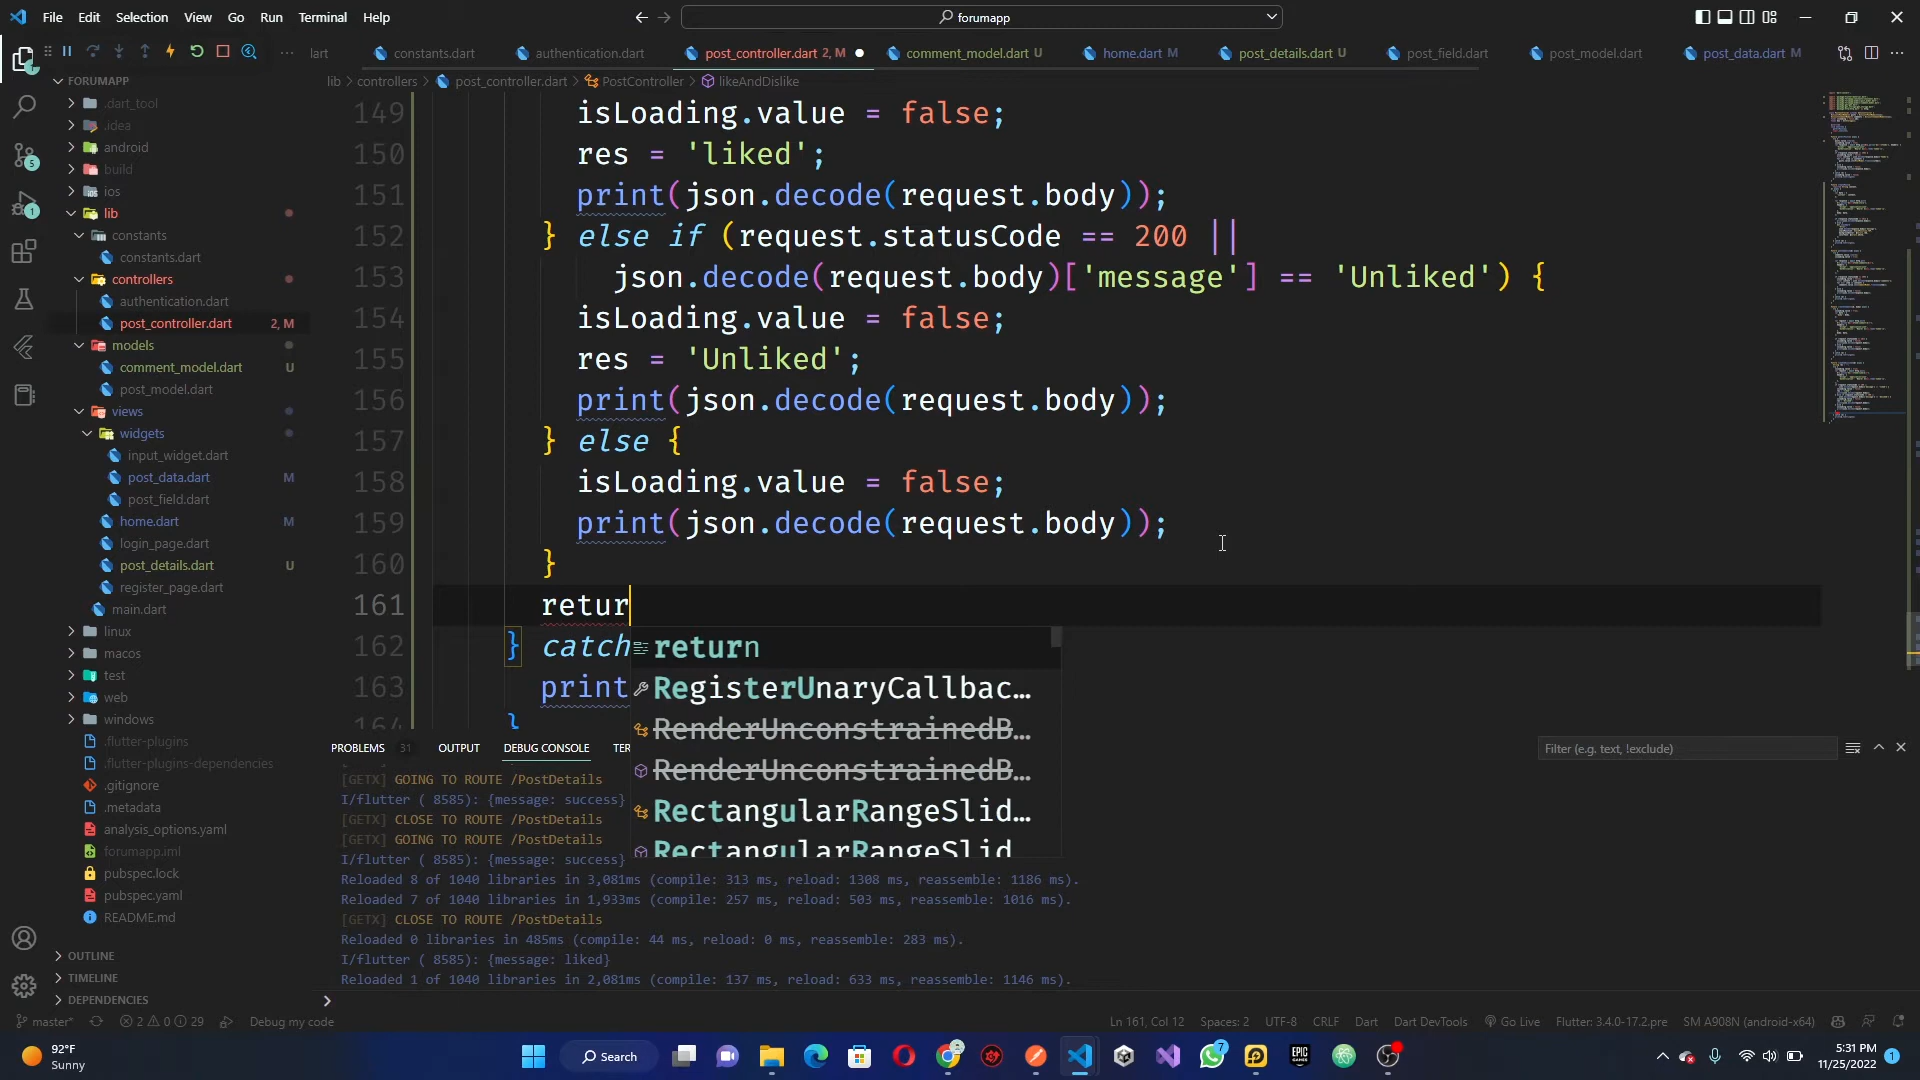 File Edit Selection View Go Run Terminal Help
forumapp
lart constants.dart authentication.dart post_controller.dart 2, M comment_model.dart U home.dart M post_details.dart U post_field.dart post_model.dart post_data.dart M
FORUMAPP
lib > controllers > post_controller.dart > PostController > likeAndDislike
.dart_tool
.idea
android
build
ios
lib
constants
constants.dart
controllers
authentication.dart
post_controller.dart 2, M
models
comment_model.dart U
post_model.dart
views
widgets
input_widget.dart
post_data.dart M
post_field.dart
home.dart M
login_page.dart
post_details.dart U
register_page.dart
main.dart
linux
macos
test
web
windows
.flutter-plugins
.flutter-plugins-dependencies
.gitignore
.metadata
analysis_options.yaml
forumapp.iml
pubspec.lock
pubspec.yaml
README.md
OUTLINE
TIMELINE
DEPENDENCIES
149 isLoading.value = false;
150 res = 'liked';
151 print(json.decode(request.body));
152 } else if (request.statusCode == 200 ||
153 json.decode(request.body)['message'] == 'Unliked') {
154 isLoading.value = false;
155 res = 'Unliked';
156 print(json.decode(request.body));
157 } else {
158 isLoading.value = false;
159 print(json.decode(request.body));
160 }
161 retur
162 } catch
163 print
164 }
return
RegisterUnaryCallbac...
RenderUnconstrainedB...
RenderUnconstrainedB...
RectangularRangeSlid...
RectangularRangeSlid
PROBLEMS 31 OUTPUT DEBUG CONSOLE TER
Filter (e.g. text, !exclude)
[GETX] GOING TO ROUTE /PostDetails
I/flutter ( 8585): {message: success}
[GETX] CLOSE TO ROUTE /PostDetails
[GETX] GOING TO ROUTE /PostDetails
I/flutter ( 8585): {message: success}
Reloaded 8 of 1040 libraries in 3,081ms (compile: 313 ms, reload: 1308 ms, reassemble: 1186 ms).
Reloaded 7 of 1040 libraries in 1,933ms (compile: 257 ms, reload: 503 ms, reassemble: 1016 ms).
[GETX] CLOSE TO ROUTE /PostDetails
Reloaded 0 libraries in 485ms (compile: 44 ms, reload: 0 ms, reassemble: 283 ms).
I/flutter ( 8585): {message: liked}
Reloaded 1 of 1040 libraries in 2,081ms (compile: 137 ms, reload: 633 ms, reassemble: 1146 ms).
master* 2 0 29 Debug my code Ln 161, Col 12 Spaces: 2 UTF-8 CRLF Dart Dart DevTools Go Live Flutter: 3.4.0-17.2.pre SM A908N (android-x64)
92°F
Sunny
Search
5:31 PM
11/25/2022